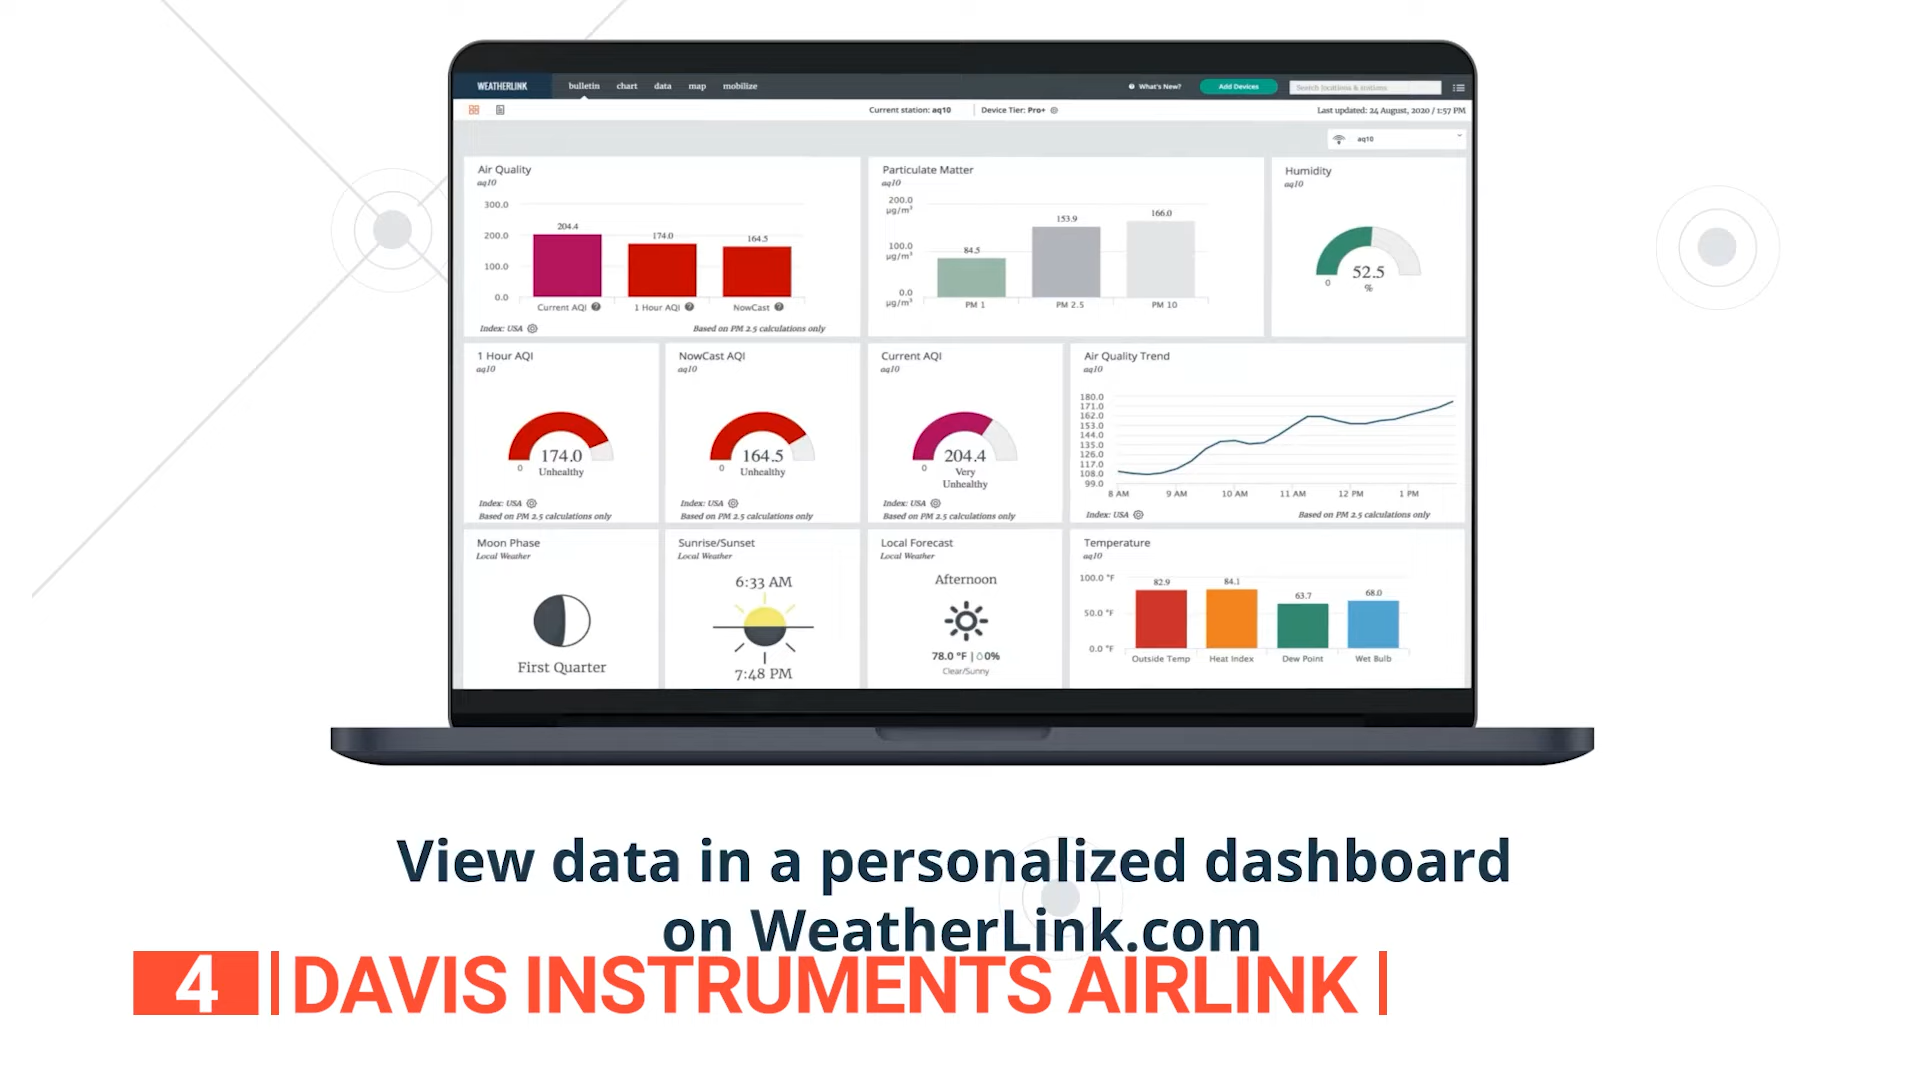 WEATHERLINK bulletin chart data map mobilize What's New? Add Devices Search locations & stations
Current station: aq10 Device Tier: Pro+ Last updated: 24 August, 2020 / 1:57 PM
aq10
Air Quality
aq10
300.0
200.0
100.0
0.0
204.4
174.0
164.5
Current AQI
1 Hour AQI
NowCast
Index: USA
Based on PM 2.5 calculations only
Particulate Matter
aq10
200.0
µg/m³
100.0
µg/m³
0.0
µg/m³
84.5
153.9
166.0
PM 1
PM 2.5
PM 10
Humidity
aq10
52.5
0
%
1 Hour AQI
aq10
174.0
0
Unhealthy
Index: USA
Based on PM 2.5 calculations only
NowCast AQI
aq10
164.5
0
Unhealthy
Index: USA
Based on PM 2.5 calculations only
Current AQI
aq10
204.4
0
Very
Unhealthy
Index: USA
Based on PM 2.5 calculations only
Air Quality Trend
aq10
180.0
171.0
162.0
153.0
144.0
135.0
126.0
117.0
108.0
99.0
8 AM
9 AM
10 AM
11 AM
12 PM
1 PM
Index: USA
Based on PM 2.5 calculations only
Moon Phase
Local Weather
First Quarter
Sunrise/Sunset
Local Weather
6:33 AM
7:48 PM
Local Forecast
Local Weather
Afternoon
78.0 °F | 0%
Clear/Sunny
Temperature
aq10
100.0 °F
50.0 °F
0.0 °F
82.9
84.1
63.7
68.0
Outside Temp
Heat Index
Dew Point
Wet Bulb
View data in a personalized dashboard
on WeatherLink.com
4 DAVIS INSTRUMENTS AIRLINK